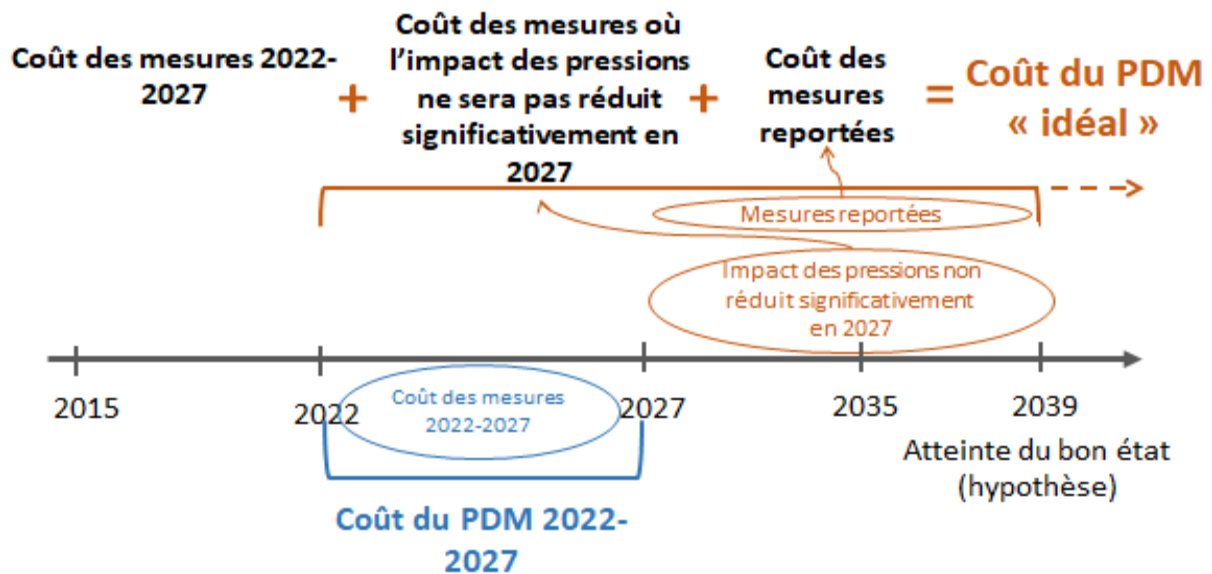 Coût des mesures 2022-
2027
+
Coût des mesures où
l'impact des pressions
ne sera pas réduit
significativement en
2027
+
Coût des
mesures
reportées
=
Coût du PDM
« idéal »
Mesures reportées
Impact des pressions non
réduit significativement
en 2027
2015
2022
Coût des mesures
2022-2027
2027
2035
2039
Atteinte du bon état
(hypothèse)
Coût du PDM 2022-
2027